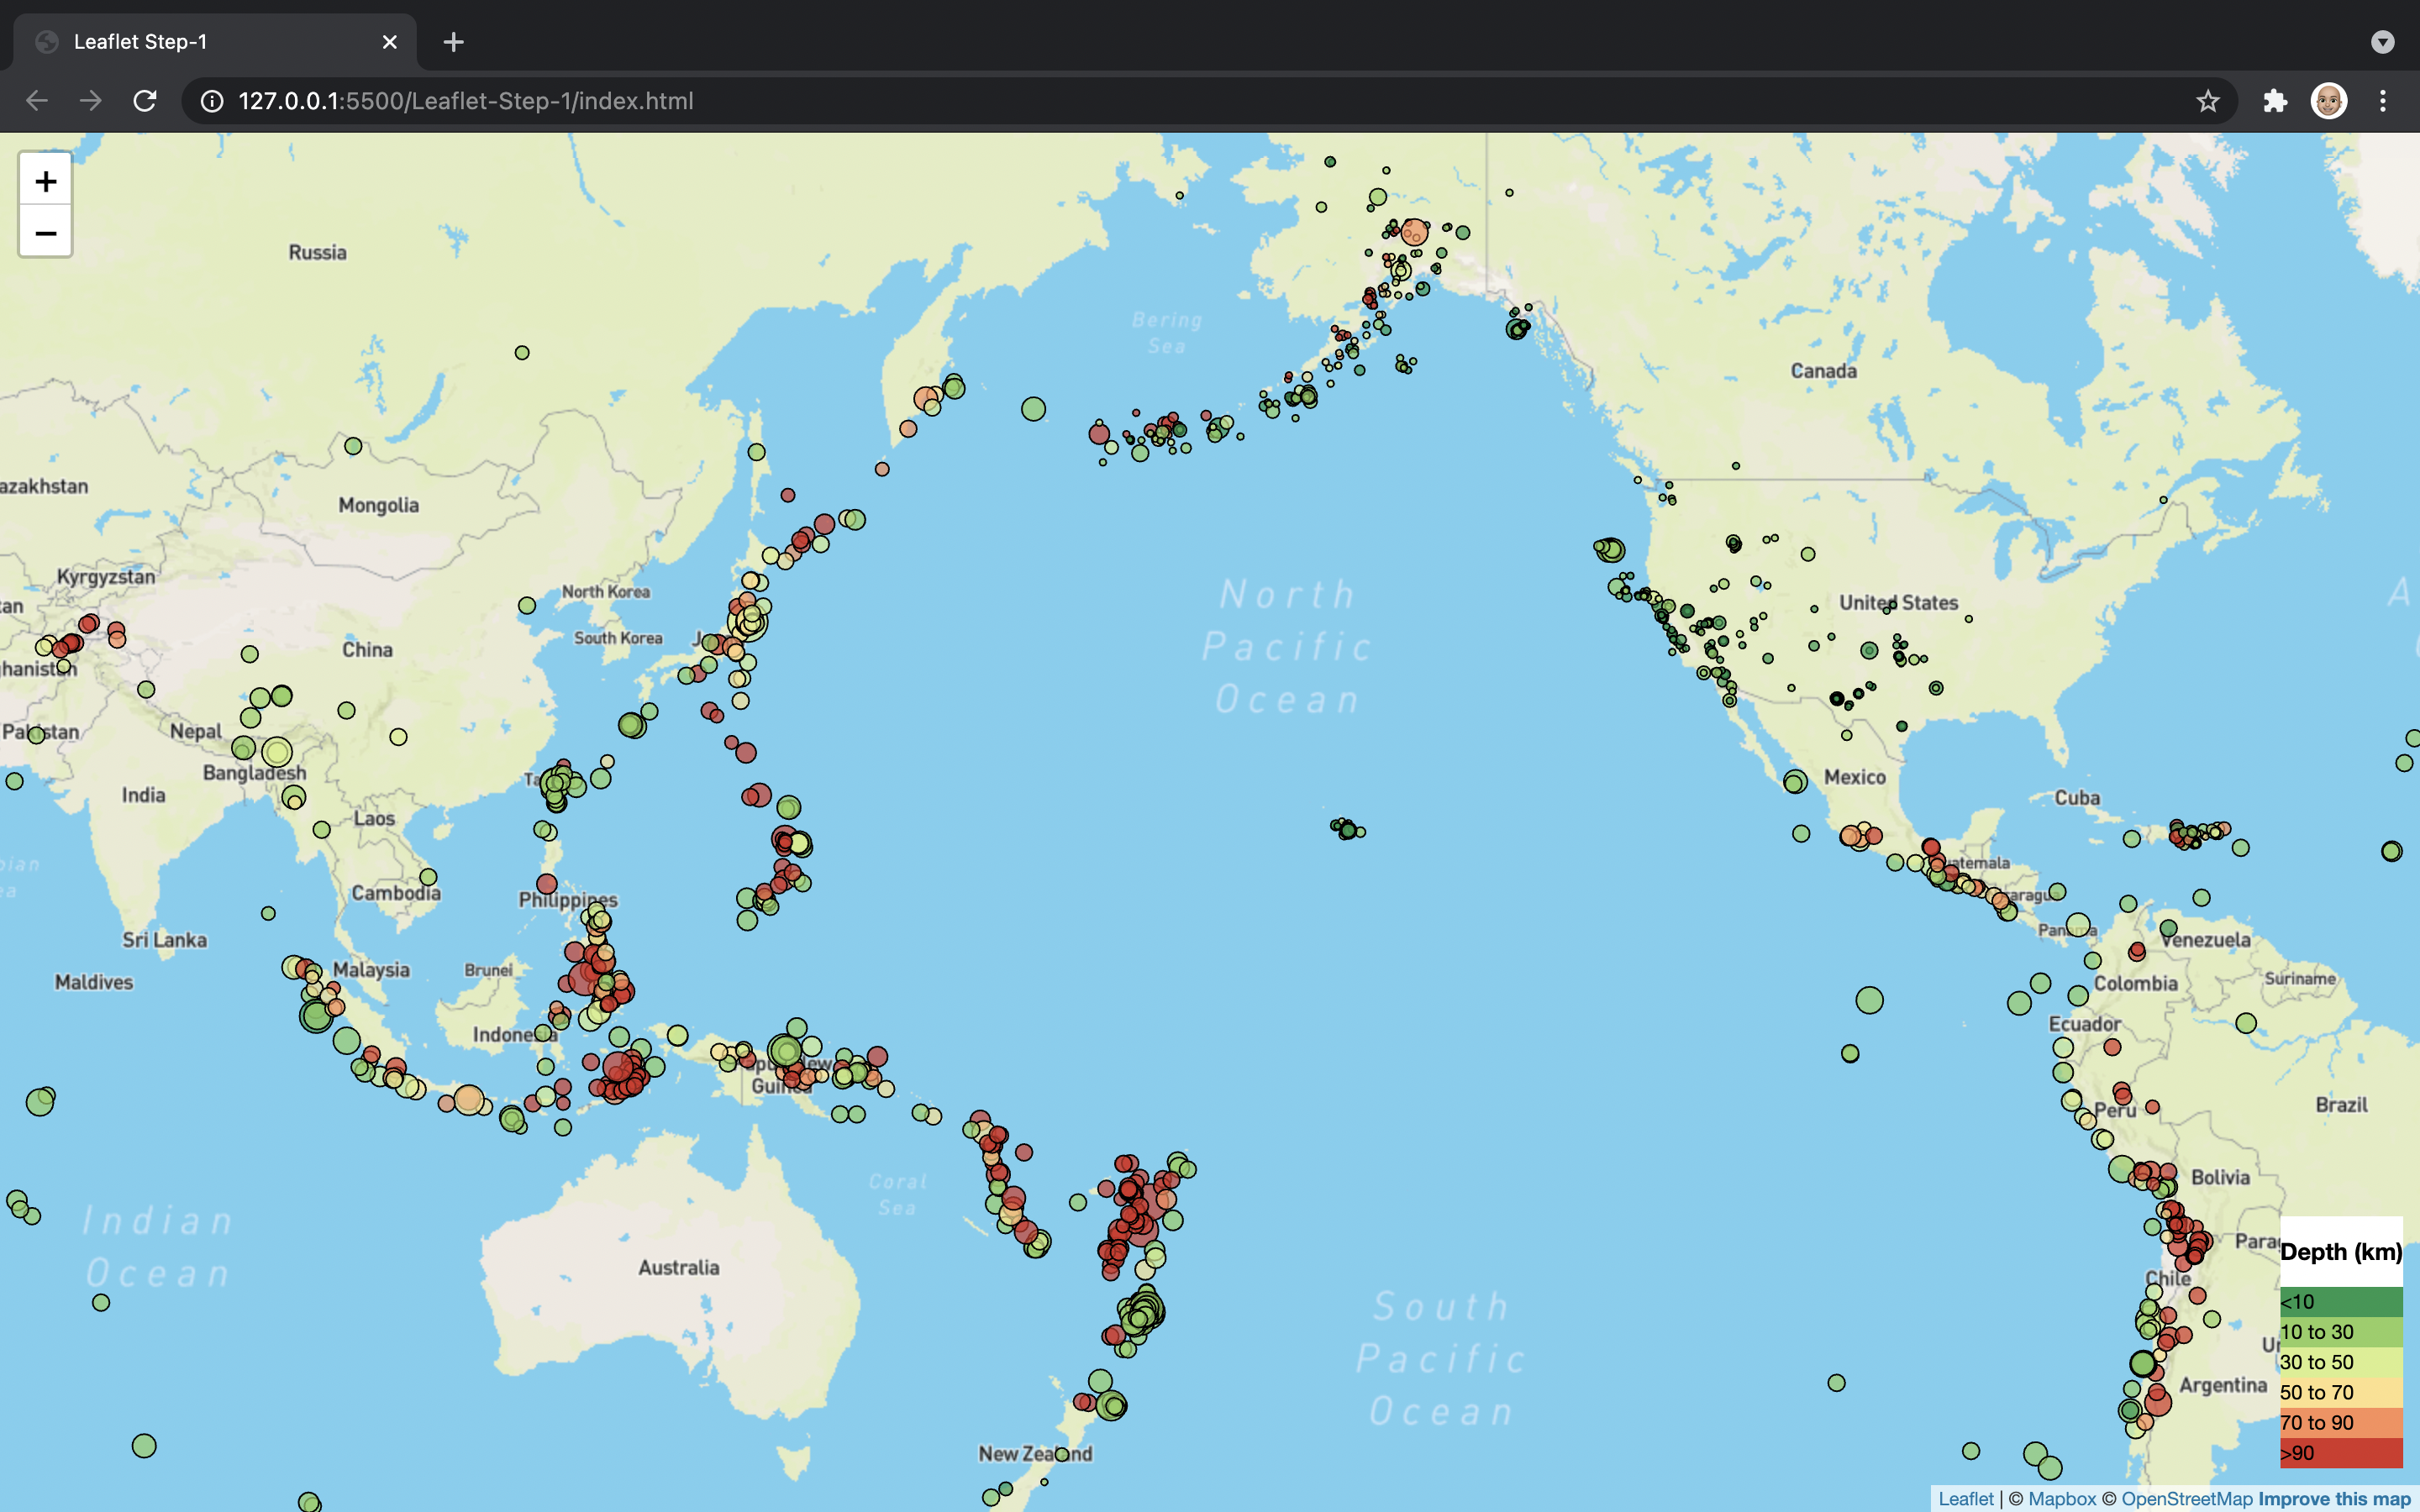 Leaflet Step-1
127.0.0.1:5500/Leaflet-Step-1/index.html
+
−
Russia
Bering
Sea
Canada
azakhstan
Mongolia
Kyrgyzstan
North Korea
South Korea
China
hanistan
Pakistan
Nepal
Bangladesh
India
Laos
Cambodia
Philippines
Sri Lanka
Maldives
Malaysia
Brunei
Indonesia
Guinea
North
Pacific
Ocean
United States
Mexico
Cuba
atemala
aragua
Panama
Venezuela
Colombia
Suriname
Ecuador
Peru
Brazil
Bolivia
Chile
Argentina
Indian
Ocean
Coral
Sea
Australia
New Zealand
South
Pacific
Ocean
Depth (km)
<10
10 to 30
30 to 50
50 to 70
70 to 90
>90
Leaflet | © Mapbox © OpenStreetMap Improve this map